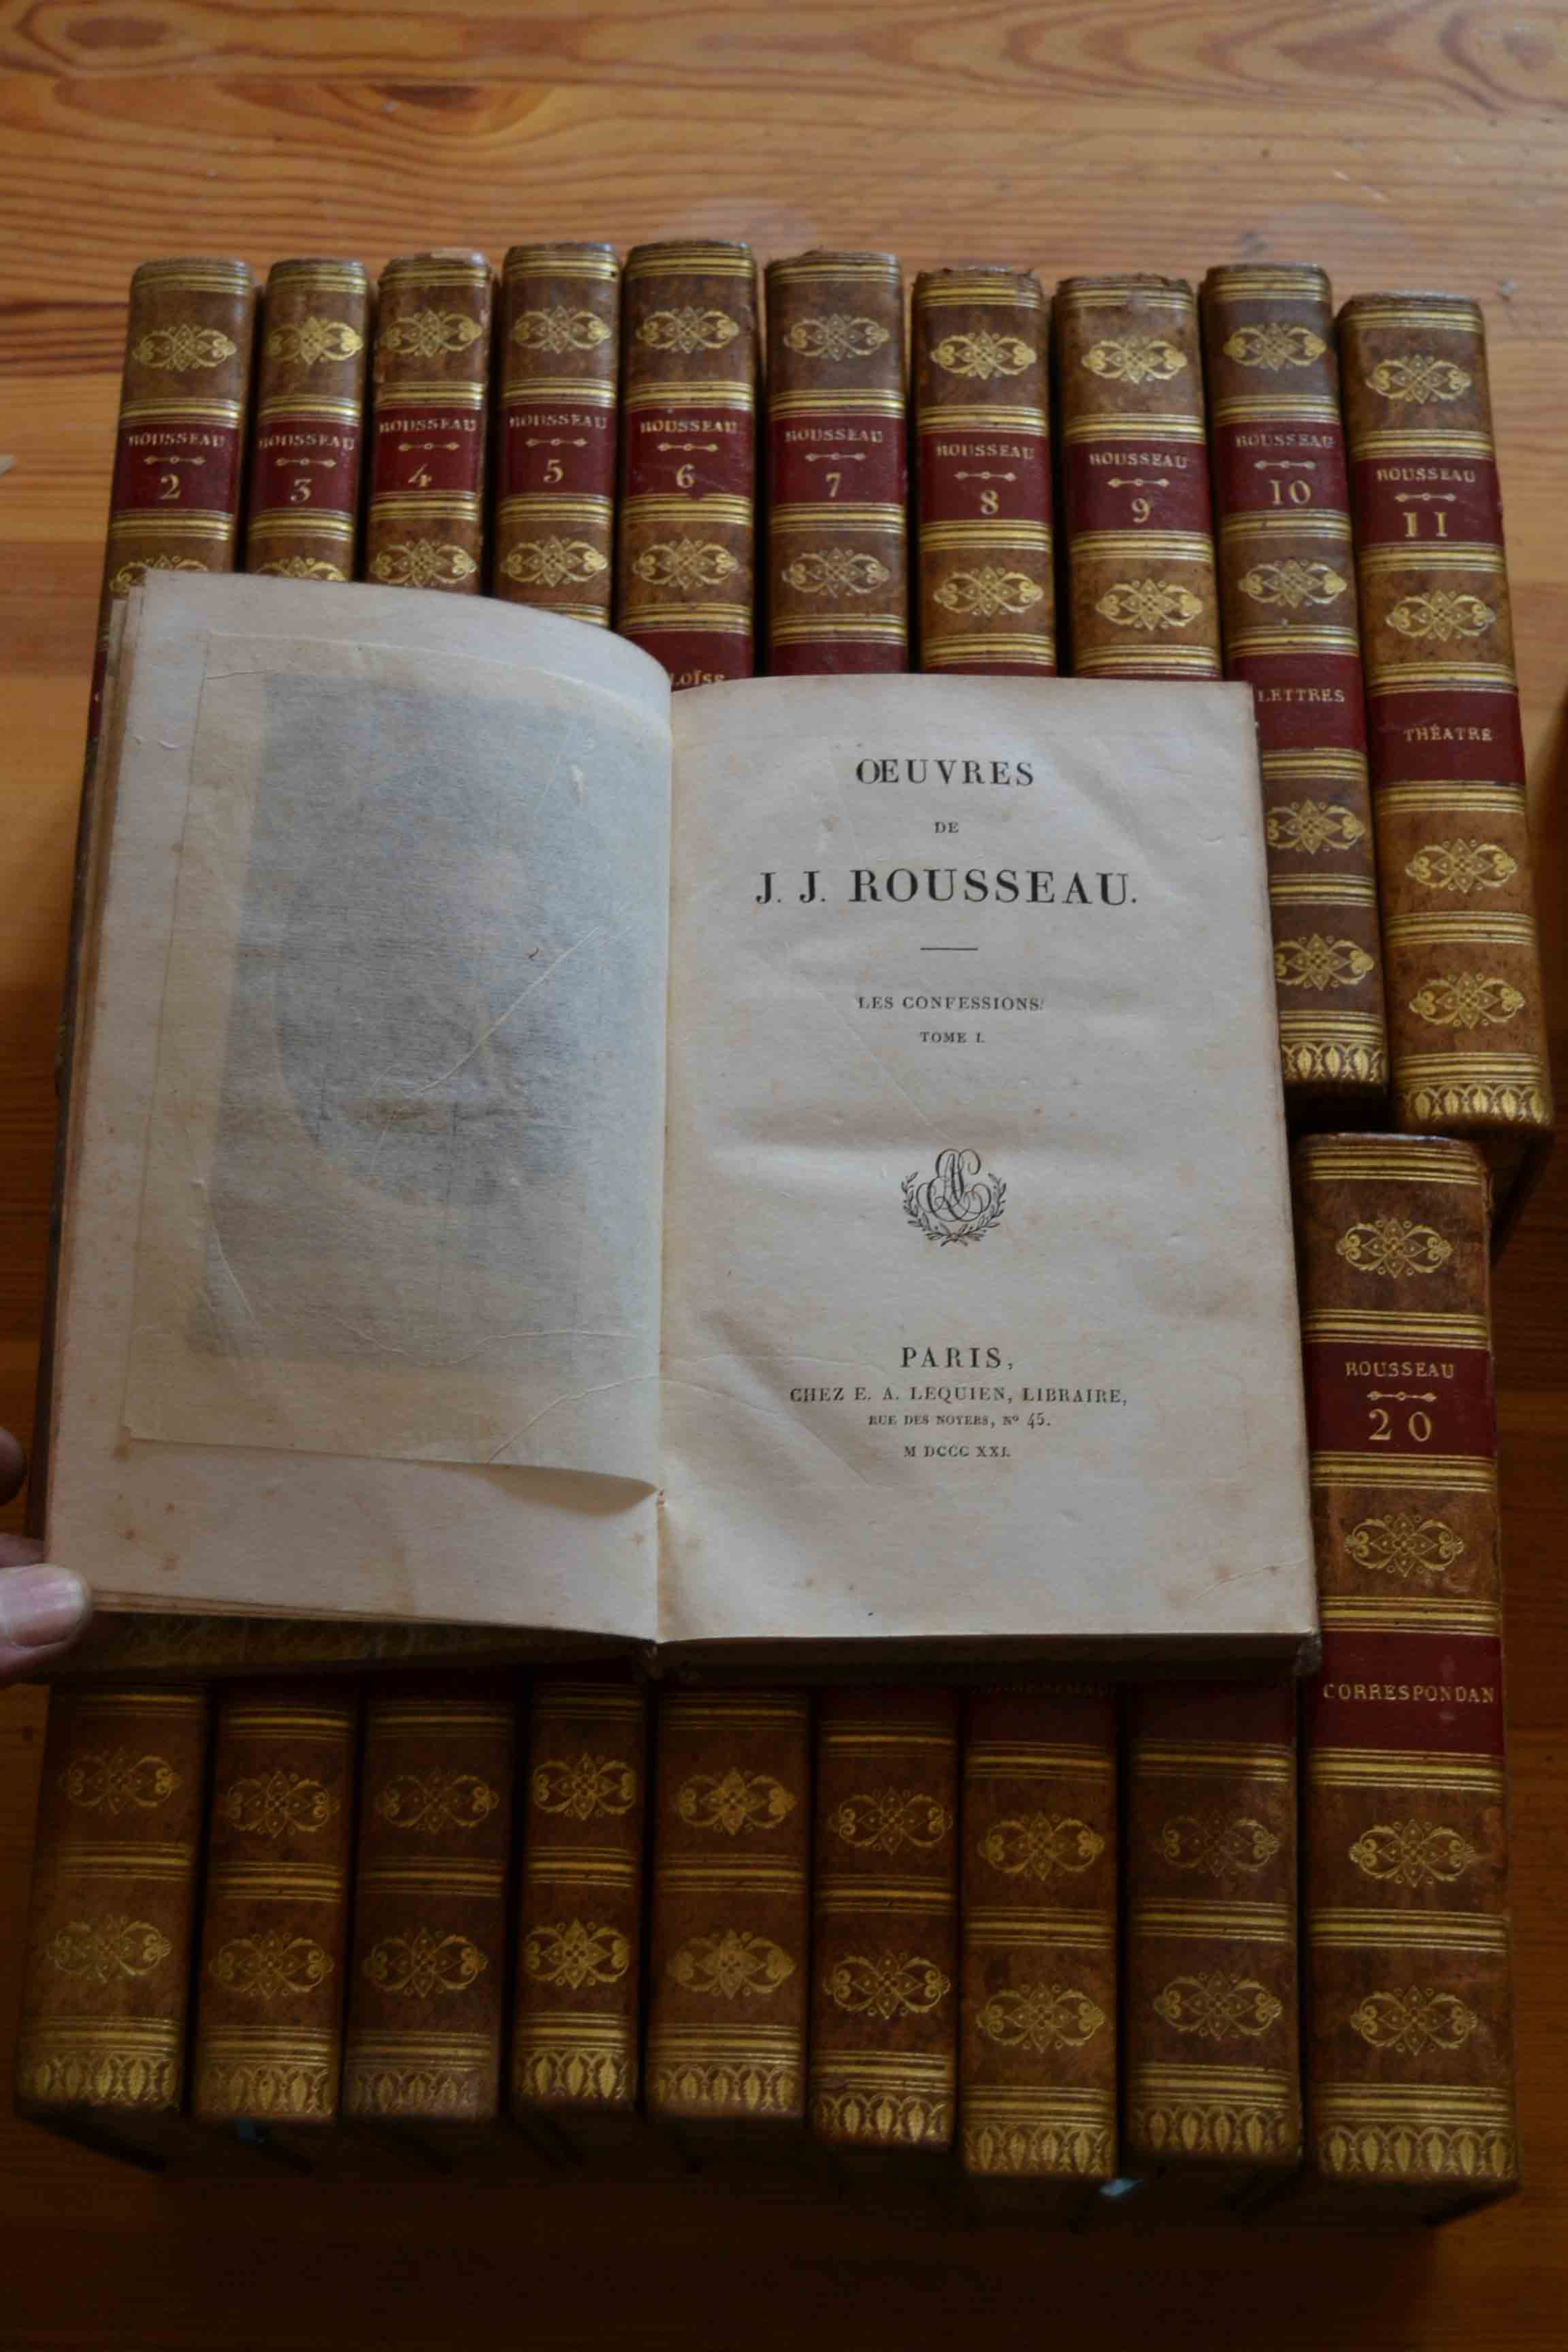 ROUSSEAU
2
ROUSSEAU
3
ROUSSEAU
4
ROUSSEAU
5
ROUSSEAU
6
ROUSSEAU
7
ROUSSEAU
8
ROUSSEAU
9
ROUSSEAU
10
LETTRES
ROUSSEAU
11
THÉATRE
ŒUVRES
DE
J. J. ROUSSEAU.
LES CONFESSIONS.
TOME I.
PARIS,
CHEZ E. A. LEQUIEN, LIBRAIRE,
RUE DES NOYERS, Nº 45.
M DCCC XXI.
ROUSSEAU
20
CORRESPONDAN